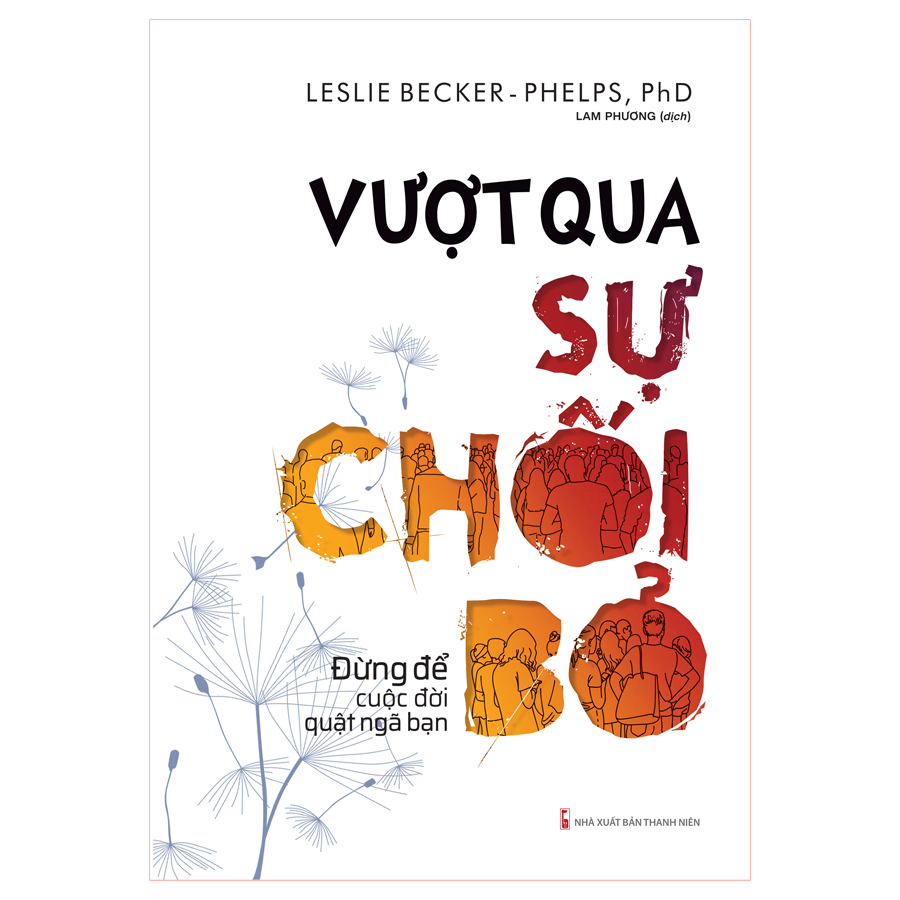 LESLIE BECKER - PHELPS, PhD
LAM PHƯƠNG (dịch)
VƯỢT QUA
SỰ
CHỐI
BỎ
Đừng để
cuộc đời
quật ngã bạn
NHÀ XUẤT BẢN THANH NIÊN